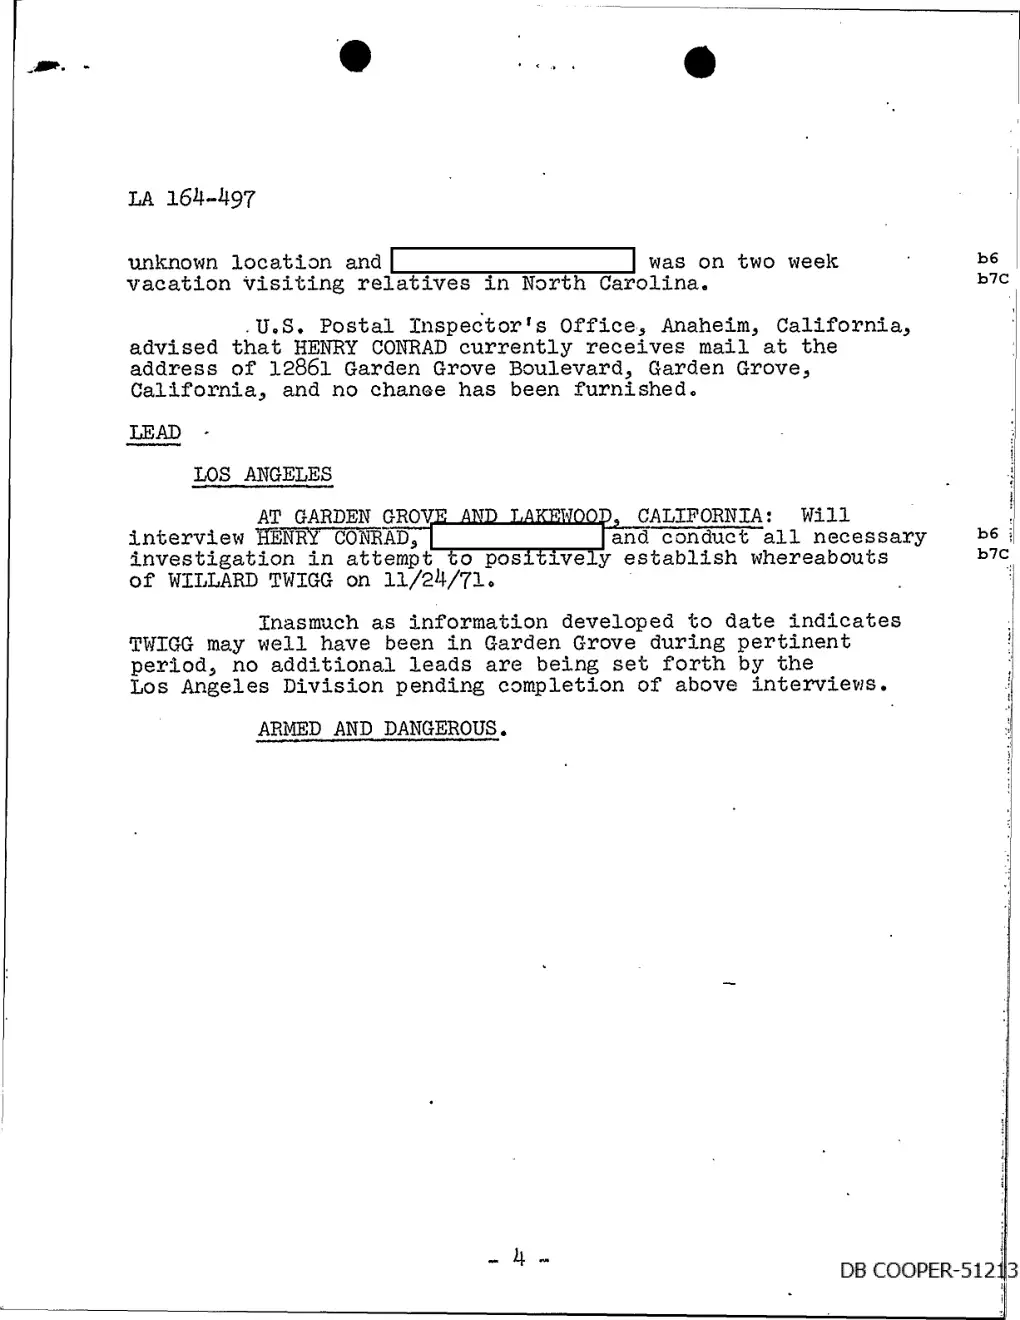 LA 164-497
unknown location and was on two week b6
vacation visiting relatives in North Carolina. b7C
U.S. Postal Inspector's Office, Anaheim, California,
advised that HENRY CONRAD currently receives mail at the
address of 12861 Garden Grove Boulevard, Garden Grove,
California, and no change has been furnished.
LEAD
LOS ANGELES
AT GARDEN GROVE AND LAKEWOOD, CALIFORNIA: Will
interview HENRY CONRAD, and conduct all necessary b6
investigation in attempt to positively establish whereabouts b7C
of WILLARD TWIGG on 11/24/71.
Inasmuch as information developed to date indicates
TWIGG may well have been in Garden Grove during pertinent
period, no additional leads are being set forth by the
Los Angeles Division pending completion of above interviews.
ARMED AND DANGEROUS.
- 4 -
DB COOPER-51213